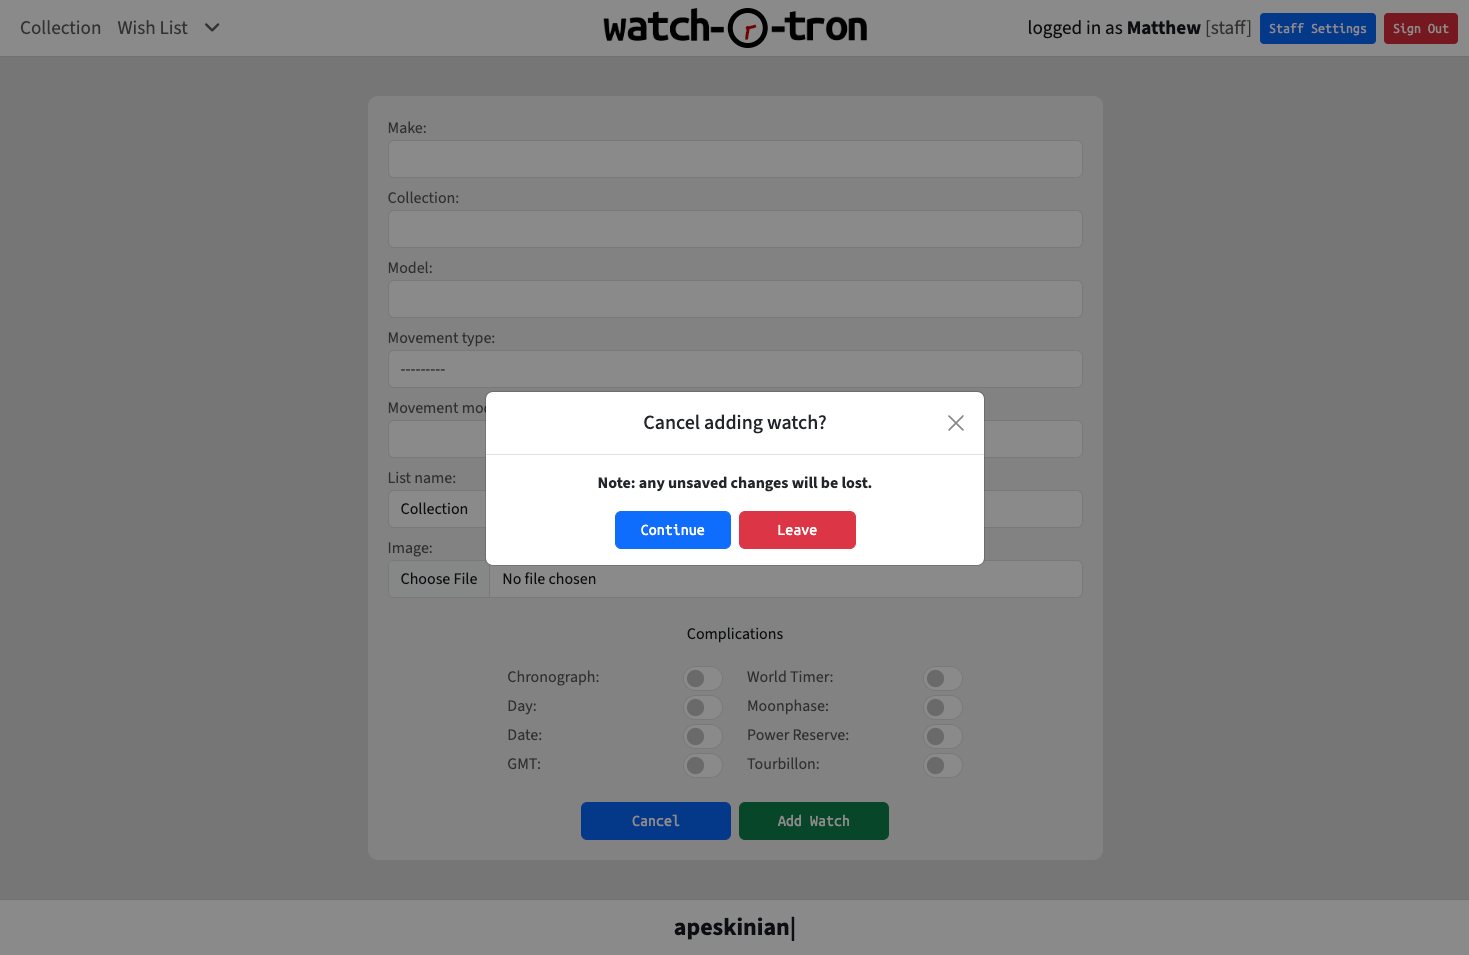 Collection Wish List
watch-O-tron
logged in as Matthew [staff] Staff Settings Sign Out
Make:
Collection:
Model:
Movement type:
---------
List name:
Collection
Image:
Choose File No file chosen
Cancel adding watch?
Note: any unsaved changes will be lost.
Continue Leave
Complications
Chronograph: World Timer:
Day: Moonphase:
Date: Power Reserve:
GMT: Tourbillon:
Cancel Add Watch
apeskinian|